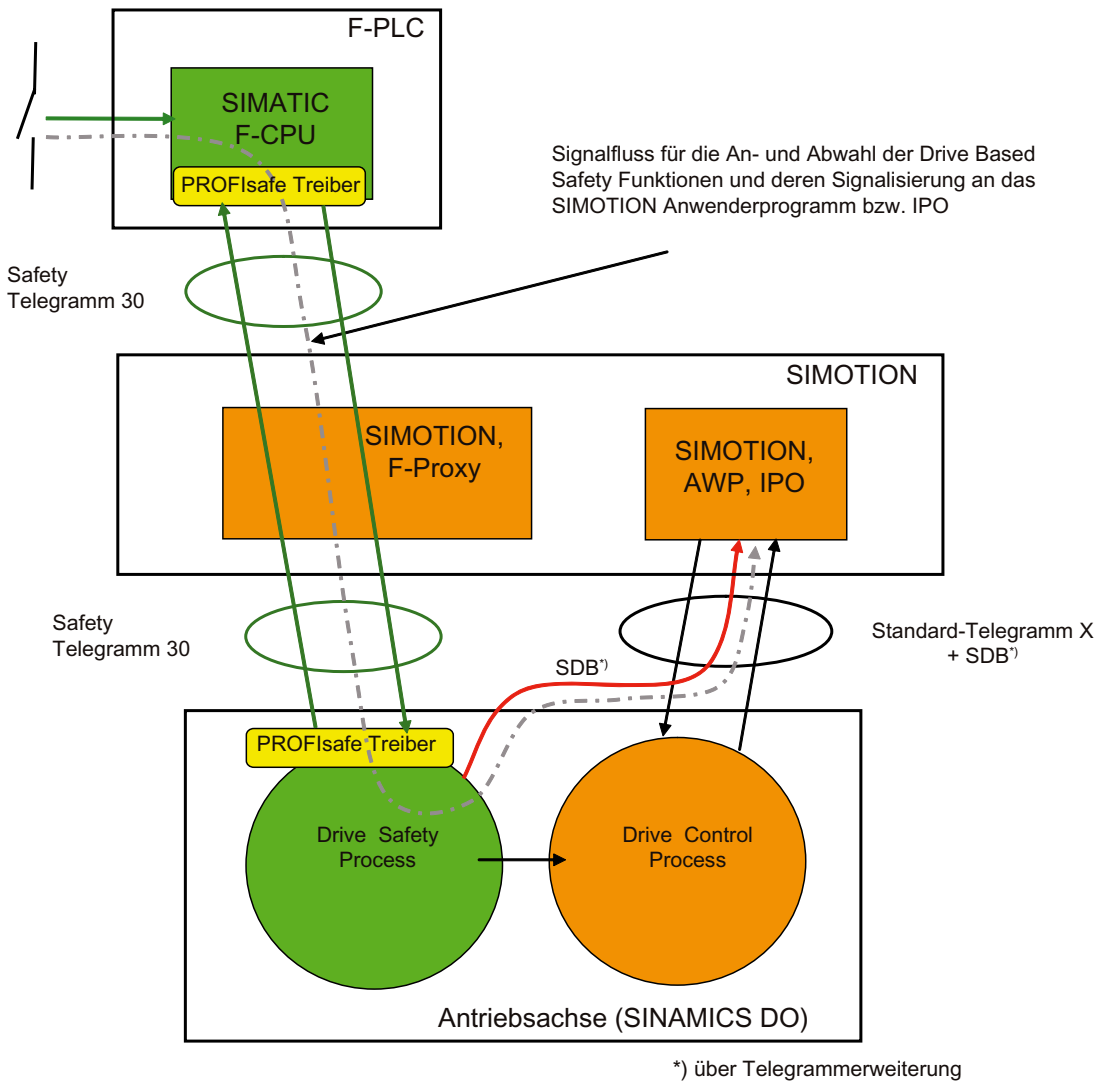 F-PLC
SIMATIC
F-CPU
PROFIsafe Treiber
Signalfluss für die An- und Abwahl der Drive Based
Safety Funktionen und deren Signalisierung an das
SIMOTION Anwenderprogramm bzw. IPO
Safety
Telegramm 30
SIMOTION
SIMOTION,
F-Proxy
SIMOTION,
AWP, IPO
Safety
Telegramm 30
Standard-Telegramm X
+ SDB*)
SDB*)
PROFIsafe Treiber
Drive Safety
Process
Drive Control
Process
Antriebsachse (SINAMICS DO)
*) über Telegrammerweiterung